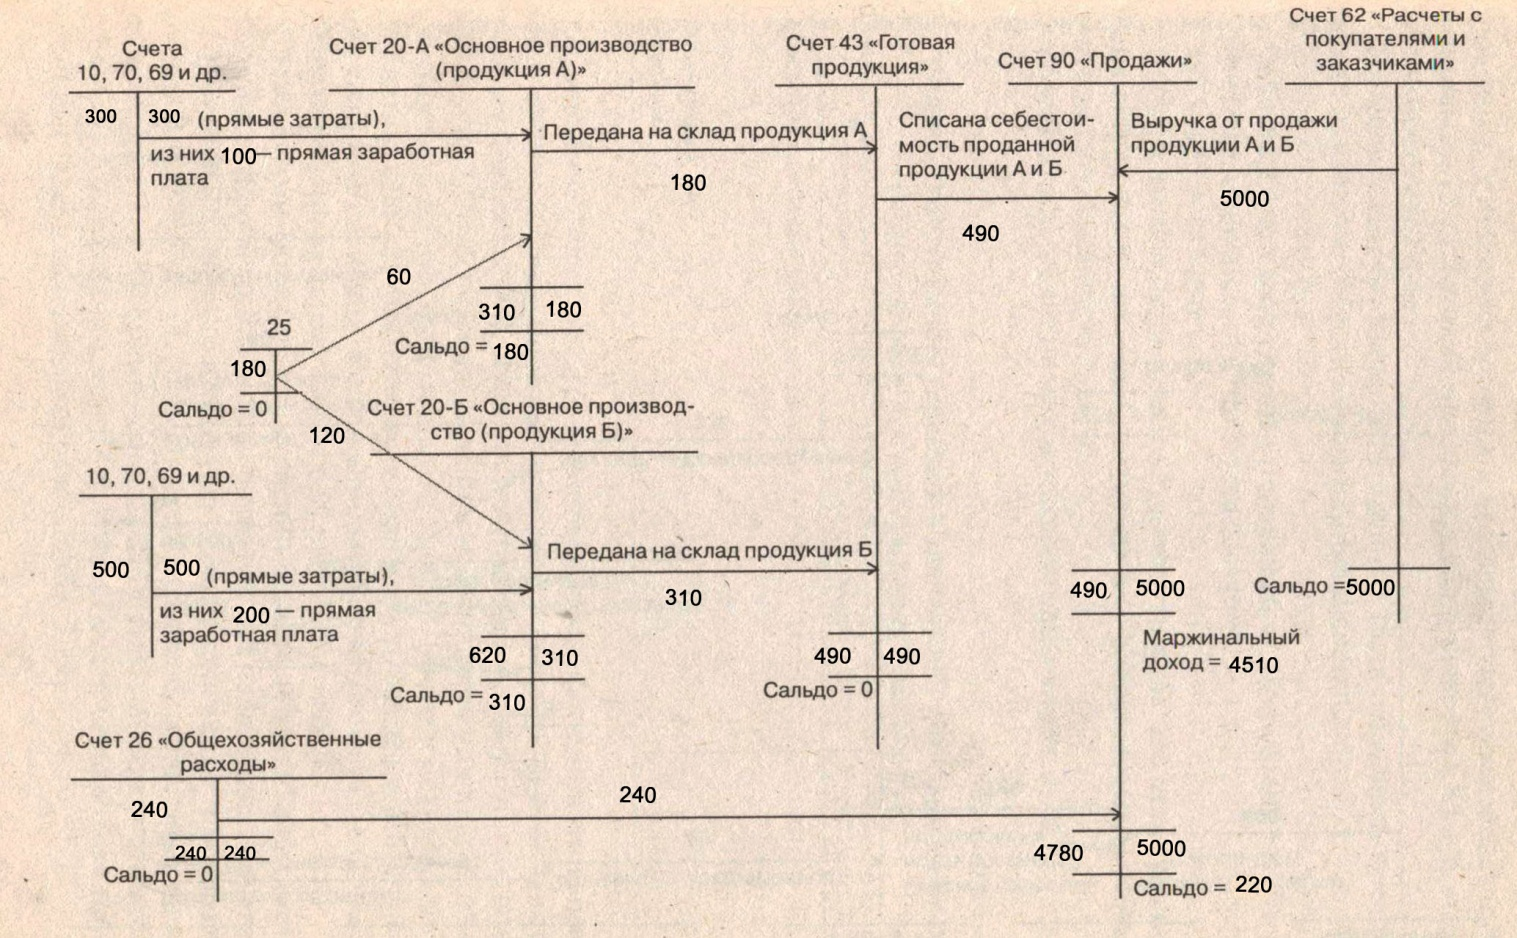 Счета
10, 70, 69 и др.
Счет 20-А «Основное производство
(продукция А)»
Счет 43 «Готовая
продукция»
Счет 90 «Продажи»
Счет 62 «Расчеты с
покупателями и
заказчиками»
300
300 (прямые затраты),
из них 100 — прямая заработная
плата
Передана на склад продукция А
180
Списана себестои-
мость проданной
продукции А и Б
490
Выручка от продажи
продукции А и Б
5000
60
310 180
Сальдо = 180
25
180
Сальдо = 0
120
Счет 20-Б «Основное производ-
ство (продукция Б)»
10, 70, 69 и др.
500
500 (прямые затраты),
из них 200 — прямая
заработная плата
Передана на склад продукция Б
310
620 310
Сальдо = 310
490 490
Сальдо = 0
490 5000
Маржинальный
доход = 4510
Сальдо =5000
Счет 26 «Общехозяйственные
расходы»
240
240
240 240
Сальдо = 0
4780 5000
Сальдо = 220